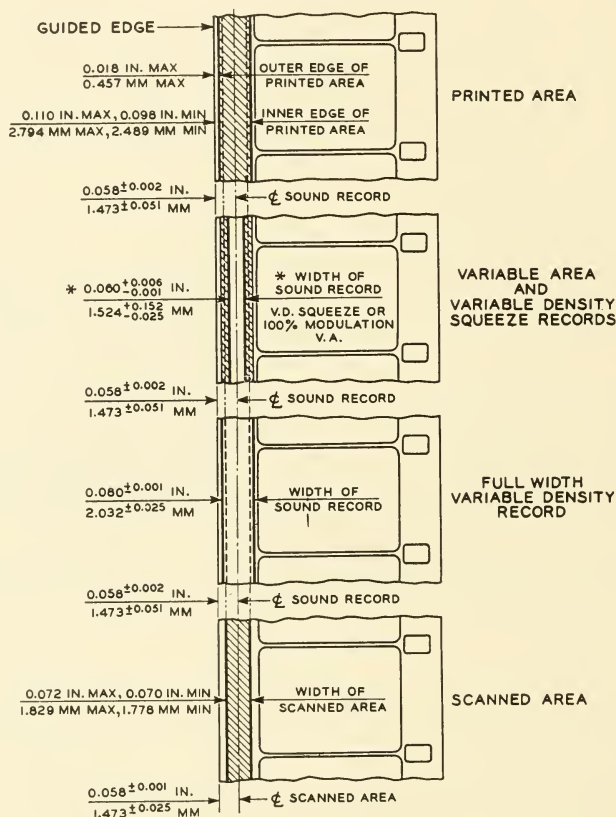 GUIDED EDGE
0.018 IN. MAX
0.457 MM MAX
OUTER EDGE OF
PRINTED AREA
PRINTED AREA
0.110 IN. MAX, 0.098 IN. MIN
2.794 MM MAX, 2.489 MM MIN
INNER EDGE OF
PRINTED AREA
0.058 ±0.002 IN.
1.473 ±0.051 MM
℄ SOUND RECORD
* 0.060 +0.006 -0.001 IN.
1.524 +0.152 -0.025 MM
* WIDTH OF
SOUND RECORD
V.D. SQUEEZE OR
100% MODULATION
V.A.
VARIABLE AREA
AND
VARIABLE DENSITY
SQUEEZE RECORDS
0.058 ±0.002 IN.
1.473 ±0.051 MM
℄ SOUND RECORD
0.080 ±0.001 IN.
2.032 ±0.025 MM
WIDTH OF
SOUND RECORD
FULL WIDTH
VARIABLE DENSITY
RECORD
0.058 ±0.002 IN.
1.473 ±0.051 MM
℄ SOUND RECORD
0.072 IN. MAX, 0.070 IN. MIN
1.829 MM MAX, 1.778 MM MIN
WIDTH OF
SCANNED AREA
SCANNED AREA
0.058 ±0.001 IN.
1.473 ±0.025 MM
℄ SCANNED AREA